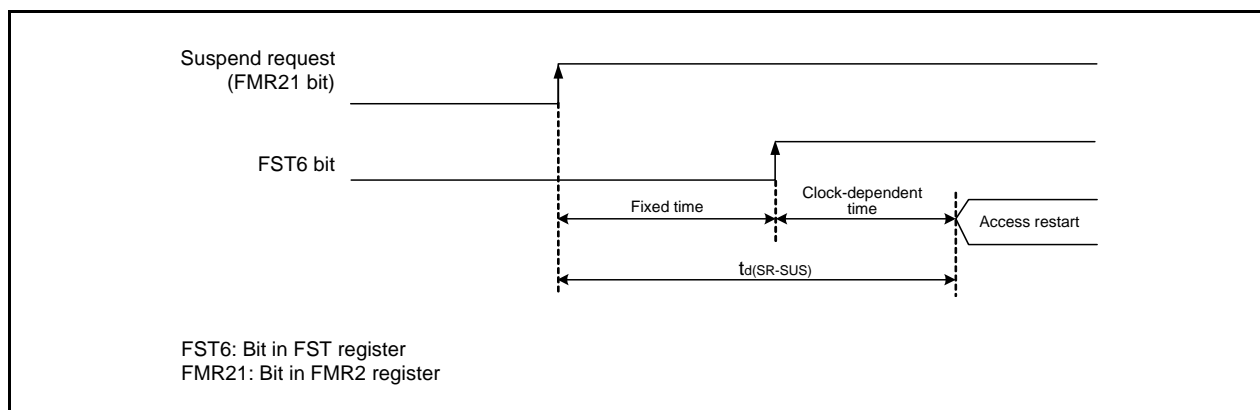 Suspend request
(FMR21 bit)
FST6 bit
Fixed time
Clock-dependent
time
Access restart
td(SR-SUS)
FST6: Bit in FST register
FMR21: Bit in FMR2 register